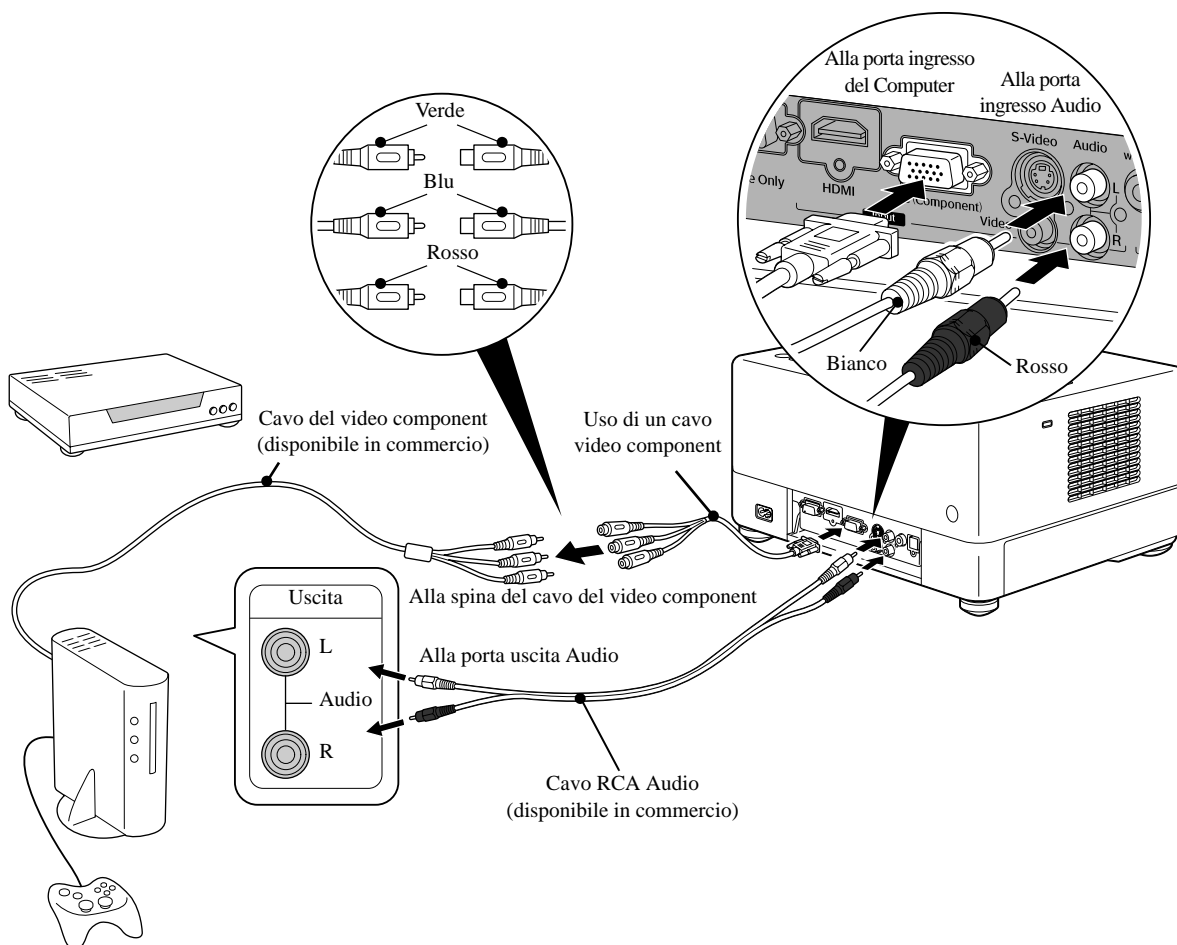 Alla porta ingresso
del Computer
Alla porta
ingresso Audio
Verde
Blu
Rosso
S-Video
Audio
e Only
HDMI
(Component)
Video
L
R
Bianco
Rosso
Cavo del video component
(disponibile in commercio)
Uso di un cavo
video component
Alla spina del cavo del video component
Uscita
L
Audio
R
Alla porta uscita Audio
Cavo RCA Audio
(disponibile in commercio)